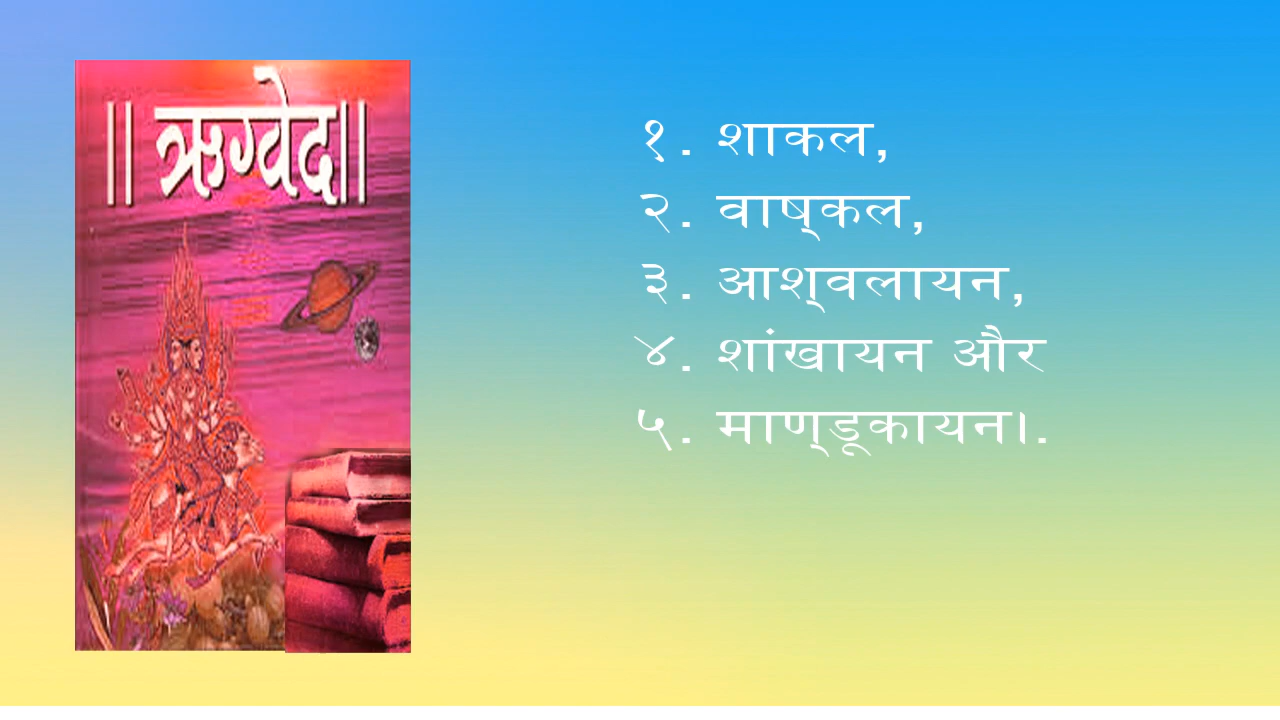 || ऋग्वेद ||
१. शाकल,
२. वाष्कल,
३. आश्वलायन,
४. शांखायन और
५. माण्डूकायन।.